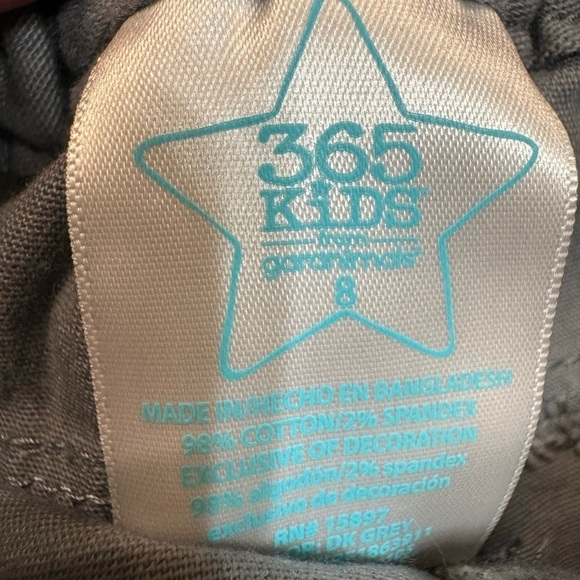 365
KiDS
from
garanimals
8
MADE IN/HECHO EN BANGLADESH
98% COTTON/2% SPANDEX
EXCLUSIVE OF DECORATION
98% algodón/2% spandex
exclusivo de decoración
RN# 15897
DK GREY